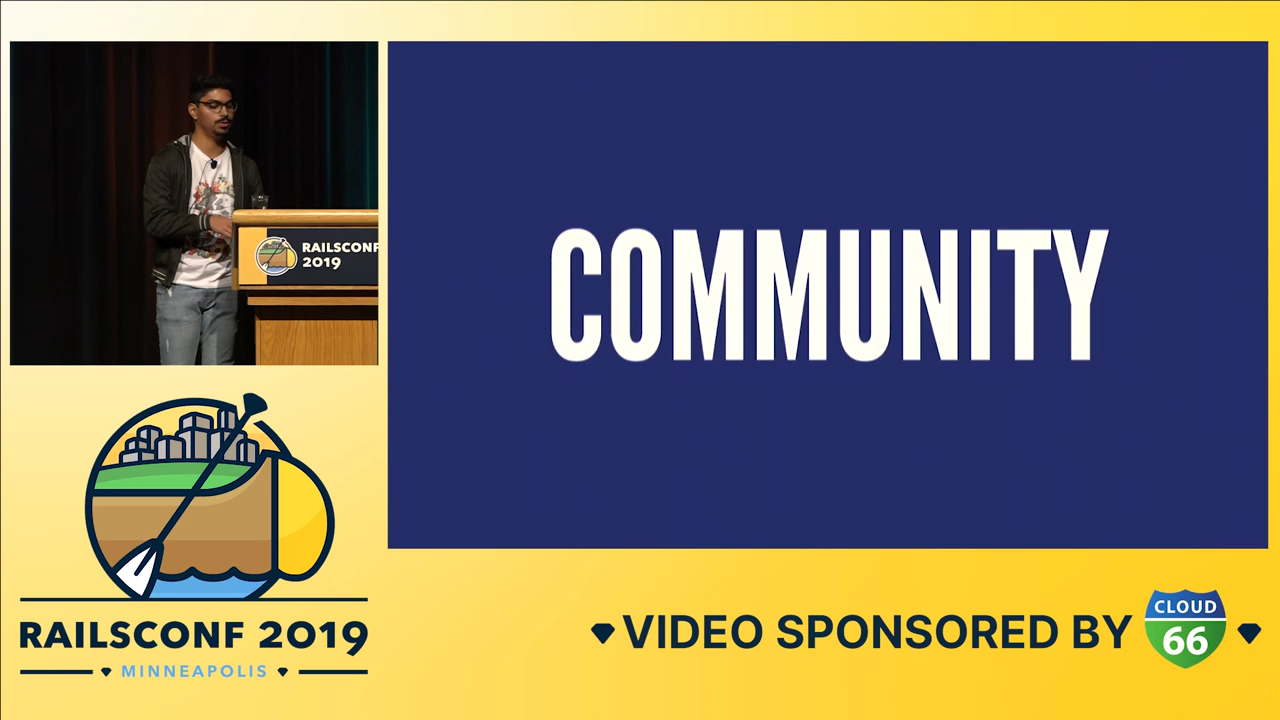 RAILSCONF
2019
COMMUNITY
RAILSCONF 2019
MINNEAPOLIS
VIDEO SPONSORED BY
CLOUD
66